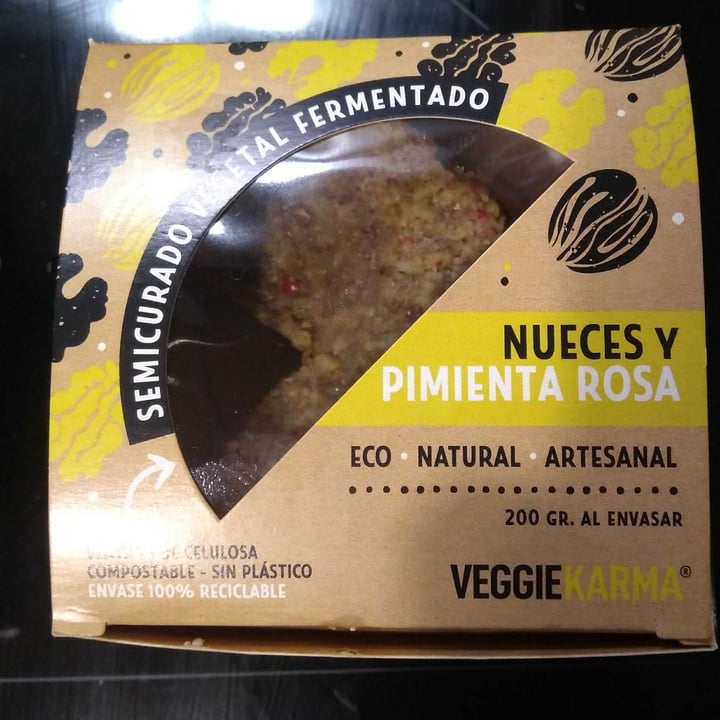 SEMICURADO VEGETAL FERMENTADO
NUECES Y
PIMIENTA ROSA
ECO · NATURAL · ARTESANAL
200 GR. AL ENVASAR
DE CELULOSA
COMPOSTABLE - SIN PLÁSTICO
ENVASE 100% RECICLABLE
VEGGIEKARMA®